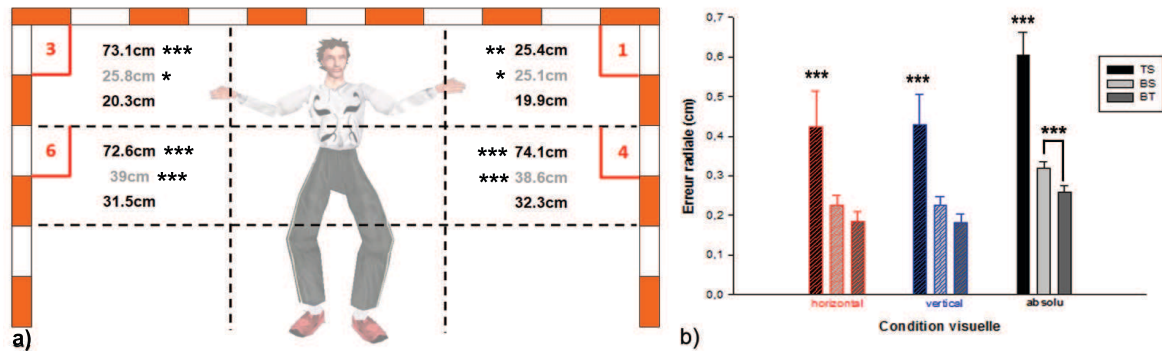 3
73.1cm ***
25.8cm *
20.3cm
** 25.4cm
* 25.1cm
19.9cm
1
6
72.6cm ***
39cm ***
31.5cm
*** 74.1cm
*** 38.6cm
32.3cm
4
a)
Erreur radiale (cm)
0,7
0,6
0,5
0,4
0,3
0,2
0,1
0,0
***
***
***
***
TS
BS
BT
horizontal
vertical
absolu
Condition visuelle
b)